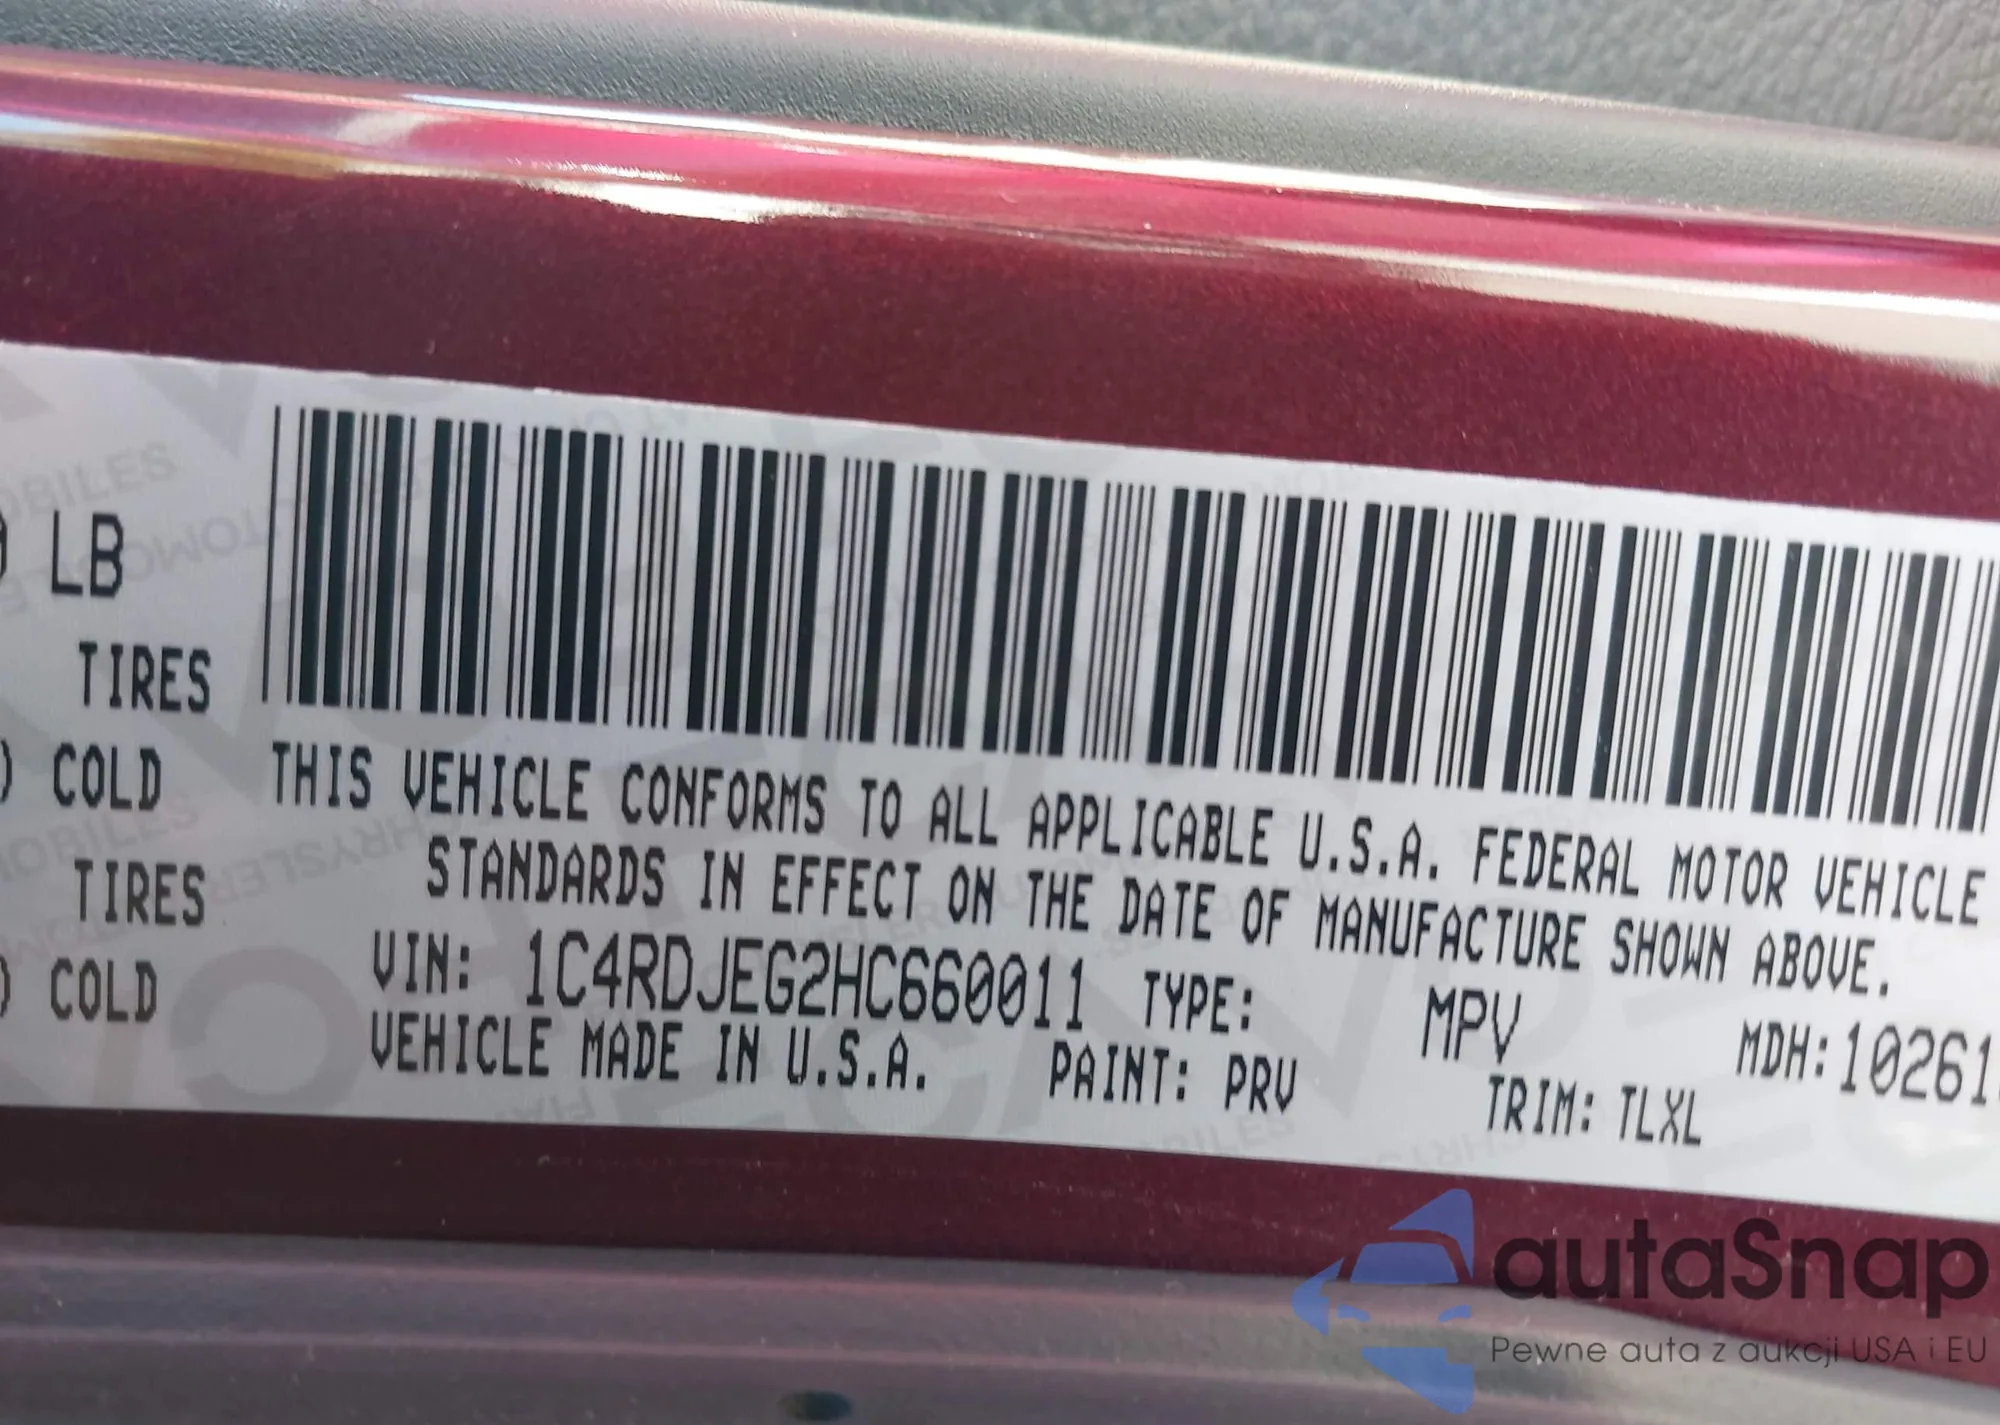 LB
TIRES
COLD
TIRES
COLD
THIS VEHICLE CONFORMS TO ALL APPLICABLE U.S.A. FEDERAL MOTOR VEHICLE
STANDARDS IN EFFECT ON THE DATE OF MANUFACTURE SHOWN ABOVE.
VIN: 1C4RDJEG2HC660011 TYPE: MPV MDH:10261
VEHICLE MADE IN U.S.A. PAINT: PRV TRIM: TLXL
autaSnap
Pewne auta z aukcji USA i EU